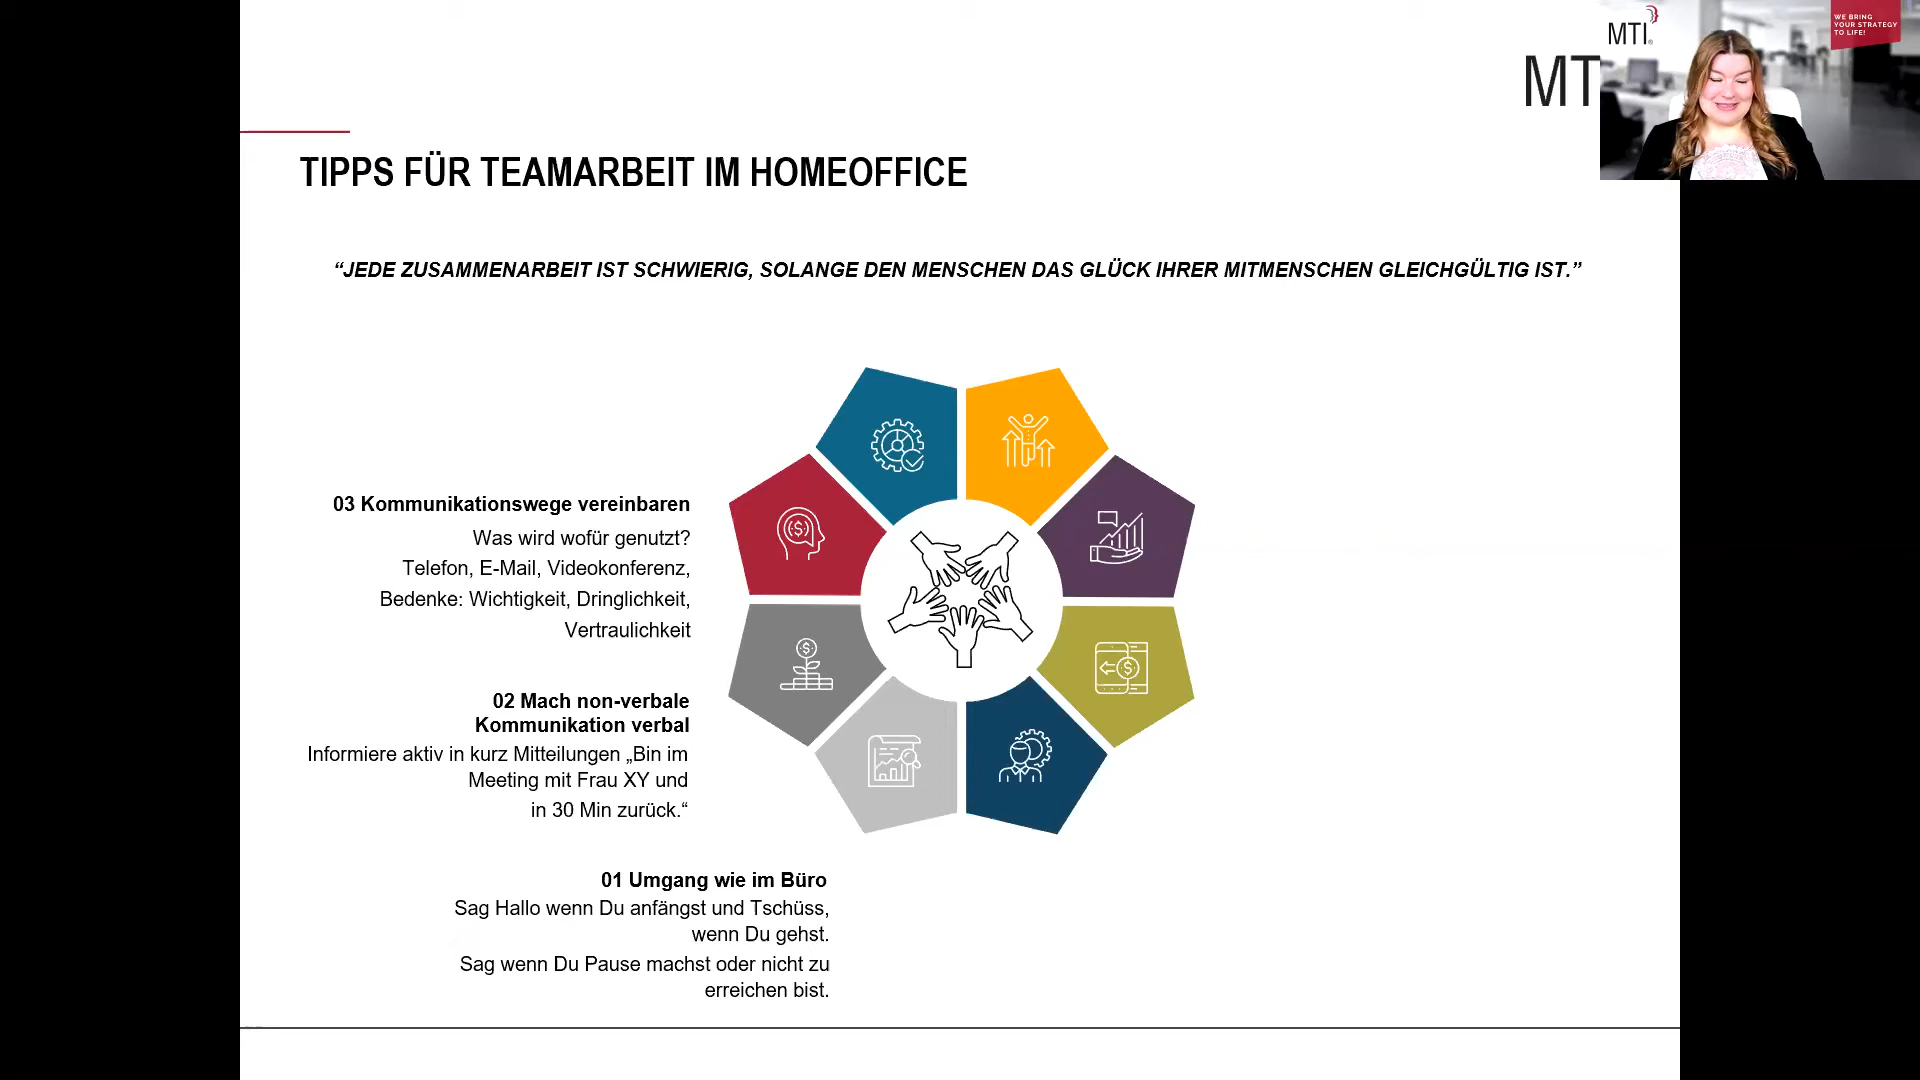 MTI
WE BRING
YOUR STRATEGY
TO LIFE!
MT
TIPPS FÜR TEAMARBEIT IM HOMEOFFICE
“JEDE ZUSAMMENARBEIT IST SCHWIERIG, SOLANGE DEN MENSCHEN DAS GLÜCK IHRER MITMENSCHEN GLEICHGÜLTIG IST.”
03 Kommunikationswege vereinbaren
Was wird wofür genutzt?
Telefon, E-Mail, Videokonferenz,
Bedenke: Wichtigkeit, Dringlichkeit,
Vertraulichkeit
02 Mach non-verbale
Kommunikation verbal
Informiere aktiv in kurz Mitteilungen „Bin im
Meeting mit Frau XY und
in 30 Min zurück.“
01 Umgang wie im Büro
Sag Hallo wenn Du anfängst und Tschüss,
wenn Du gehst.
Sag wenn Du Pause machst oder nicht zu
erreichen bist.